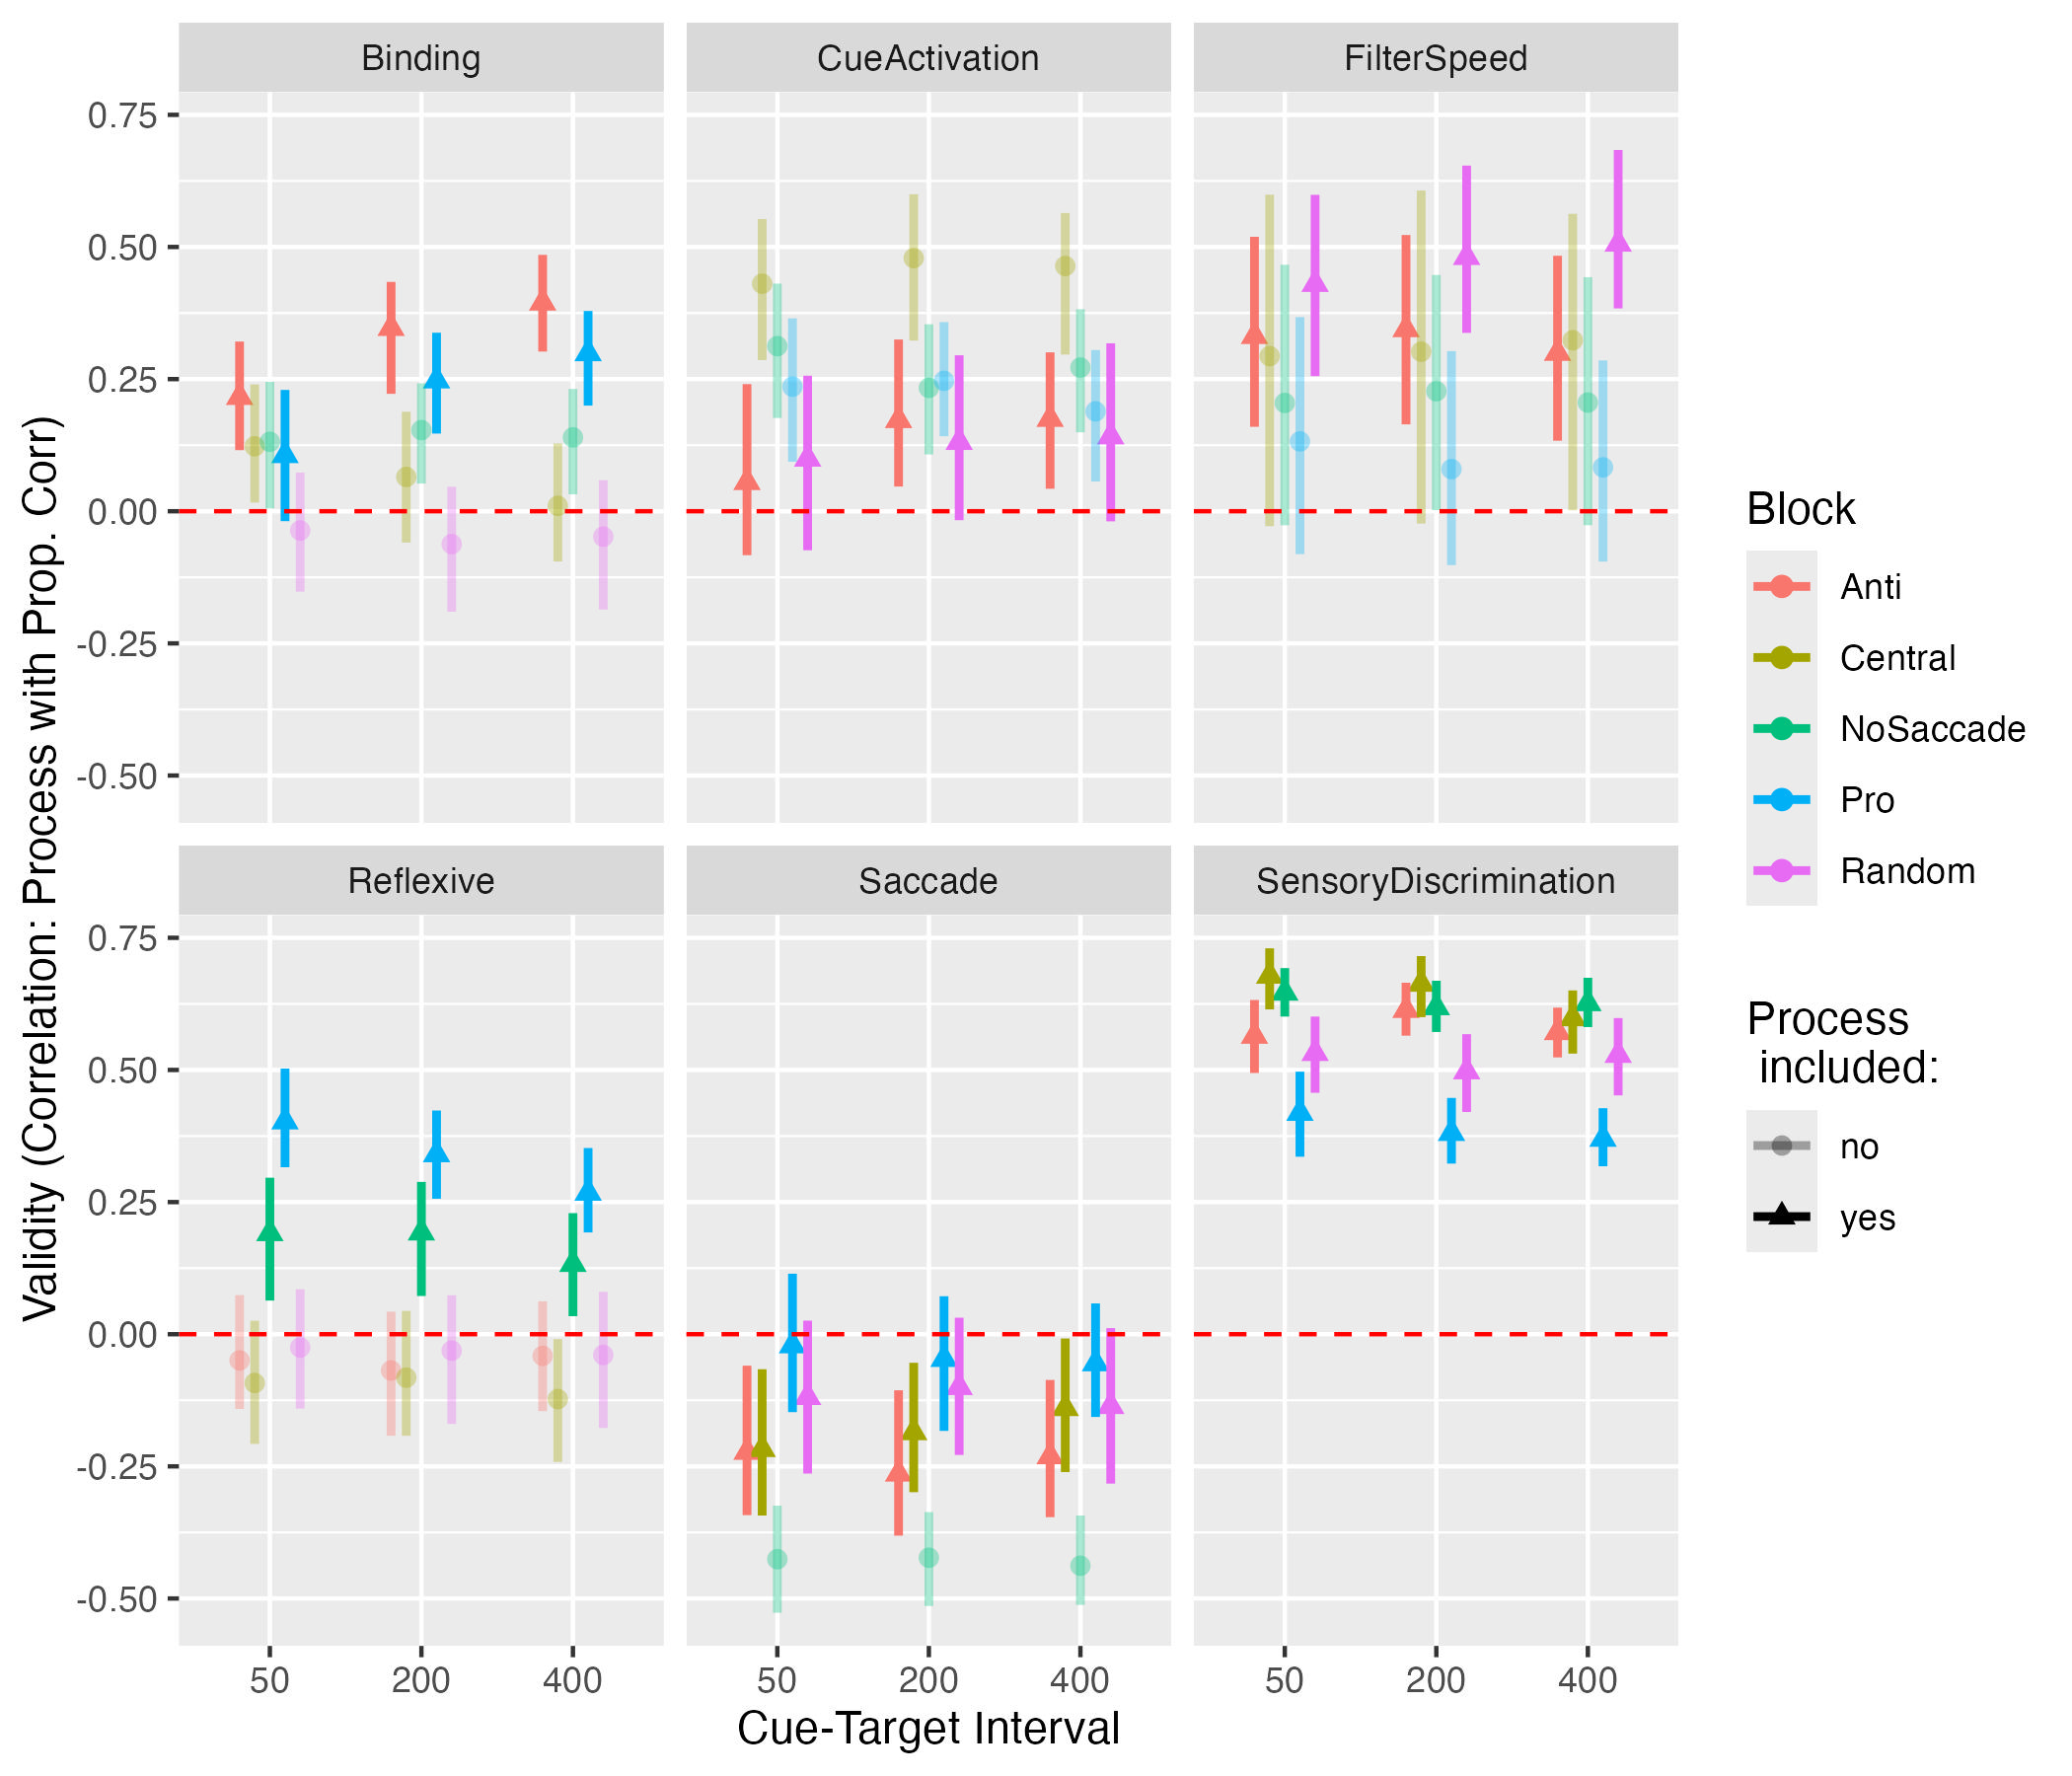 Binding
CueActivation
FilterSpeed
0.75
0.50
0.25
0.00
-0.25
-0.50
Reflexive
Saccade
SensoryDiscrimination
0.75
0.50
0.25
0.00
-0.25
-0.50
50
200
400
50
200
400
50
200
400
Cue-Target Interval
Validity (Correlation: Process with Prop. Corr)
Block
Anti
Central
NoSaccade
Pro
Random
Process
included:
no
yes